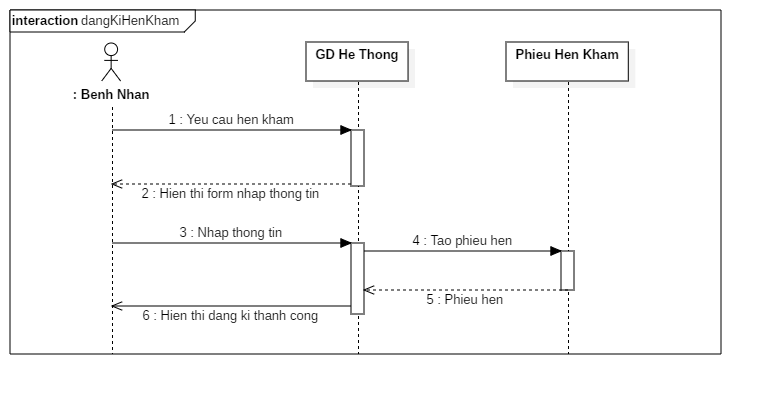 interaction dangKiHenKham
GD He Thong
Phieu Hen Kham
: Benh Nhan
1 : Yeu cau hen kham
2 : Hien thi form nhap thong tin
3 : Nhap thong tin
4 : Tao phieu hen
5 : Phieu hen
6 : Hien thi dang ki thanh cong